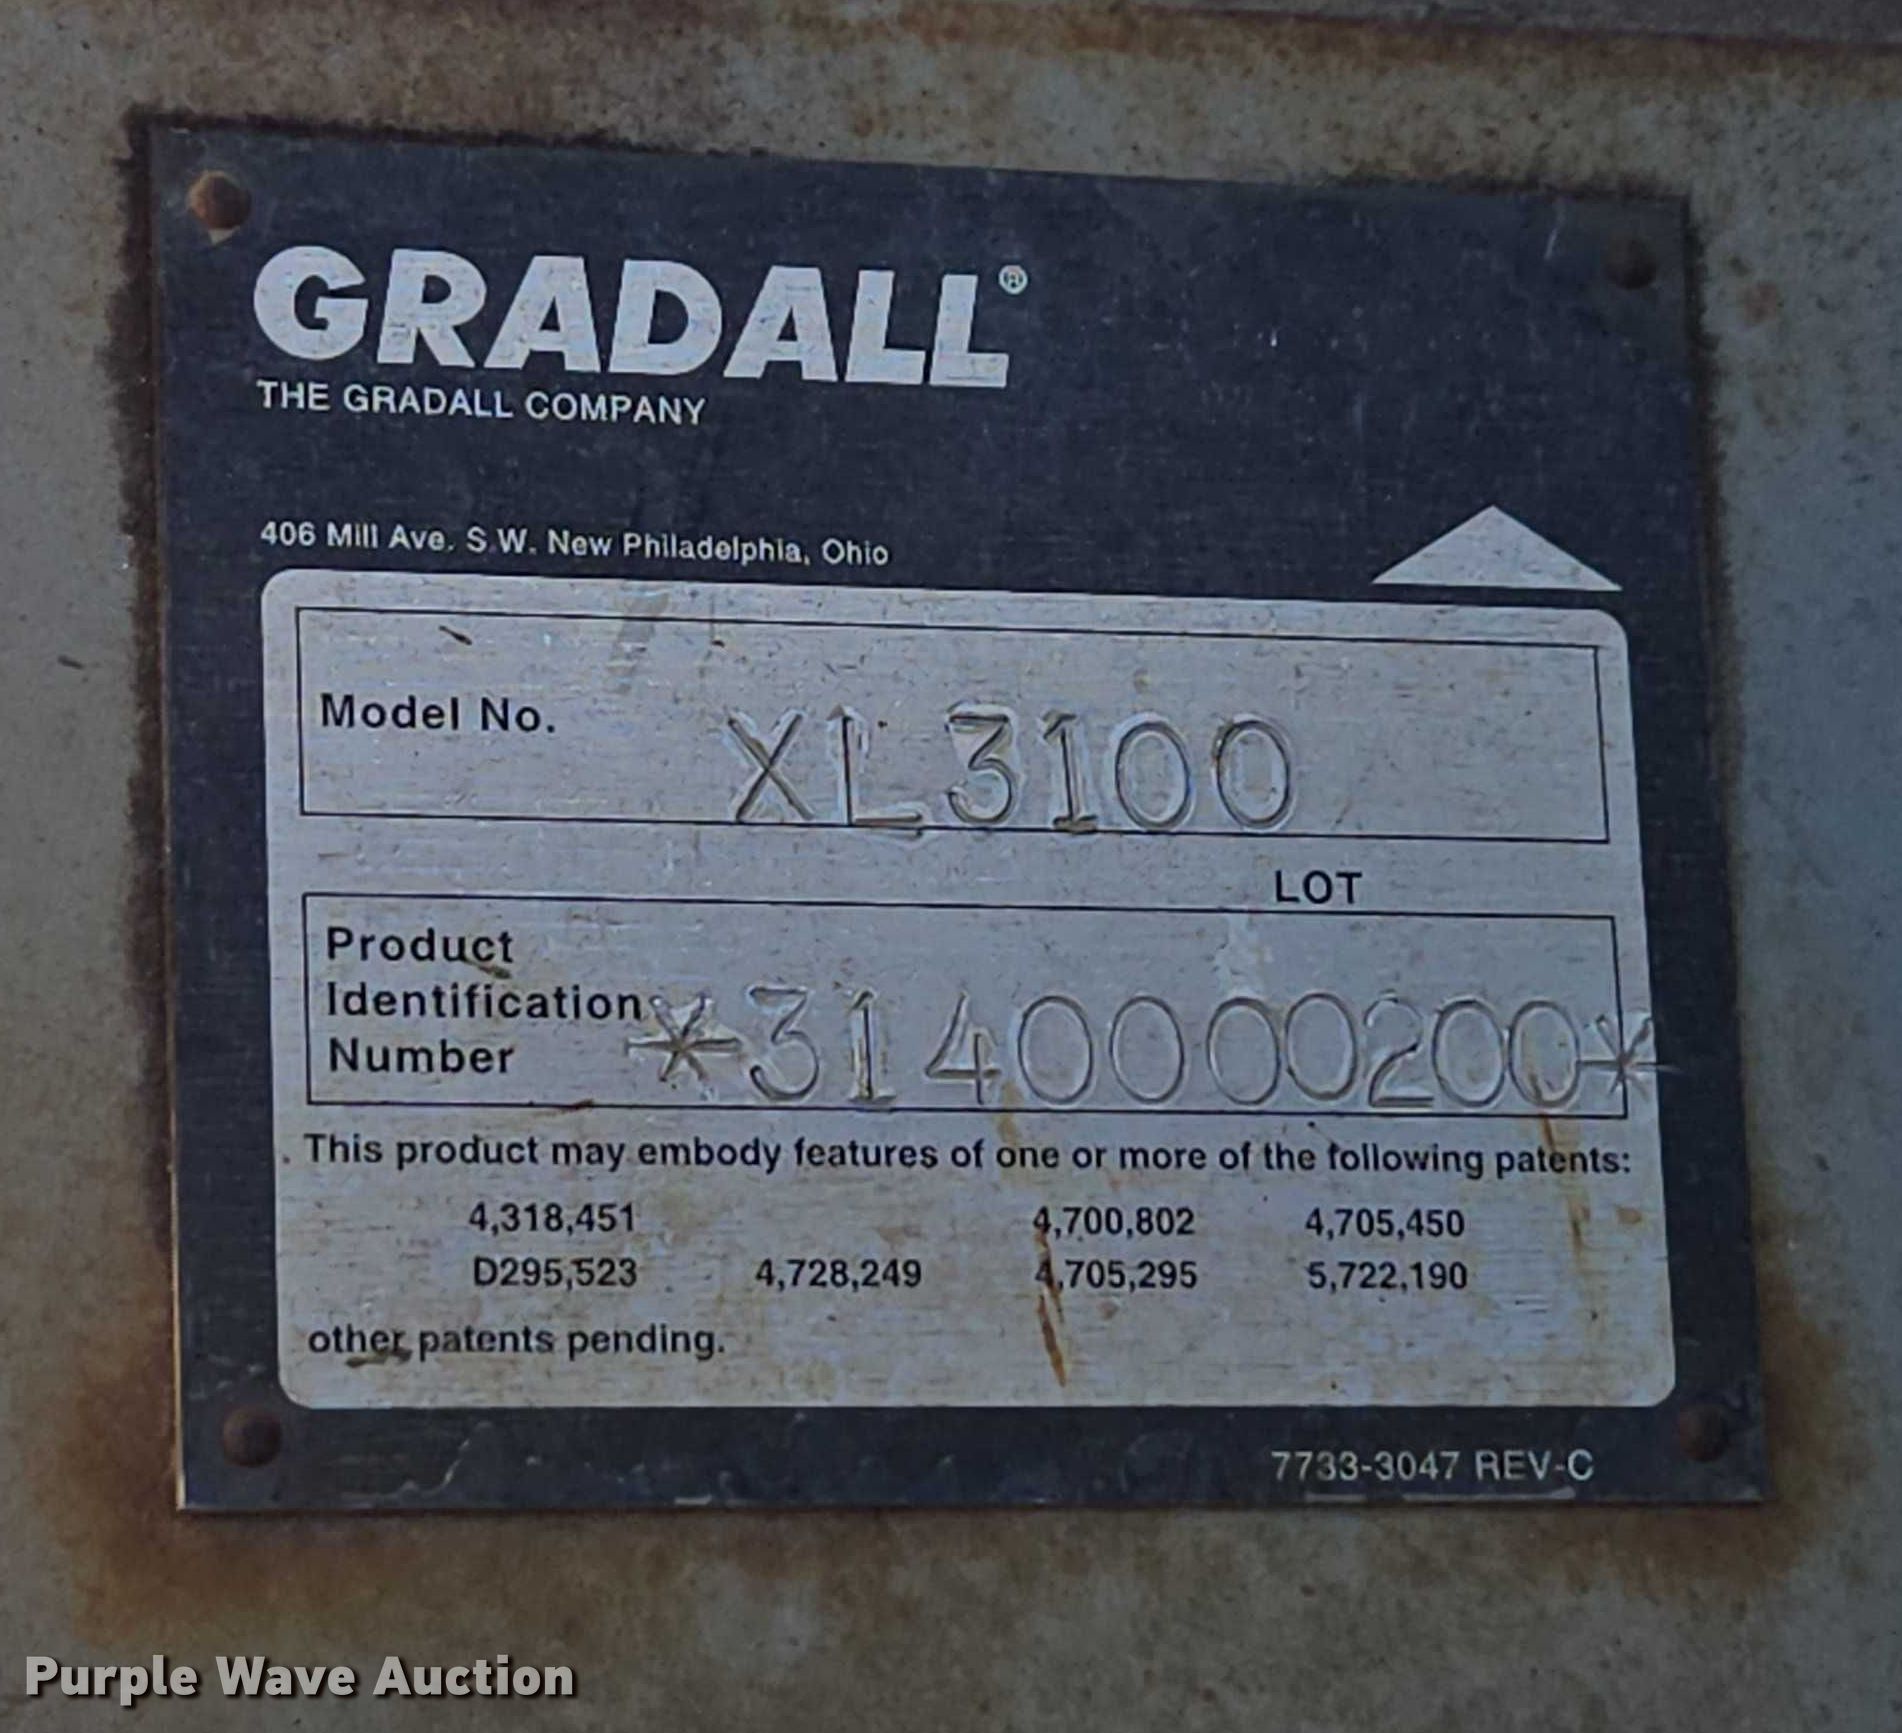 GRADALL®
THE GRADALL COMPANY
406 Mill Ave. S.W. New Philadelphia, Ohio
Model No. XL3100
LOT
Product
Identification
Number *3140000200*
This product may embody features of one or more of the following patents:
4,318,451 4,700,802 4,705,450
D295,523 4,728,249 4,705,295 5,722,190
other patents pending.
7733-3047 REV-C
Purple Wave Auction